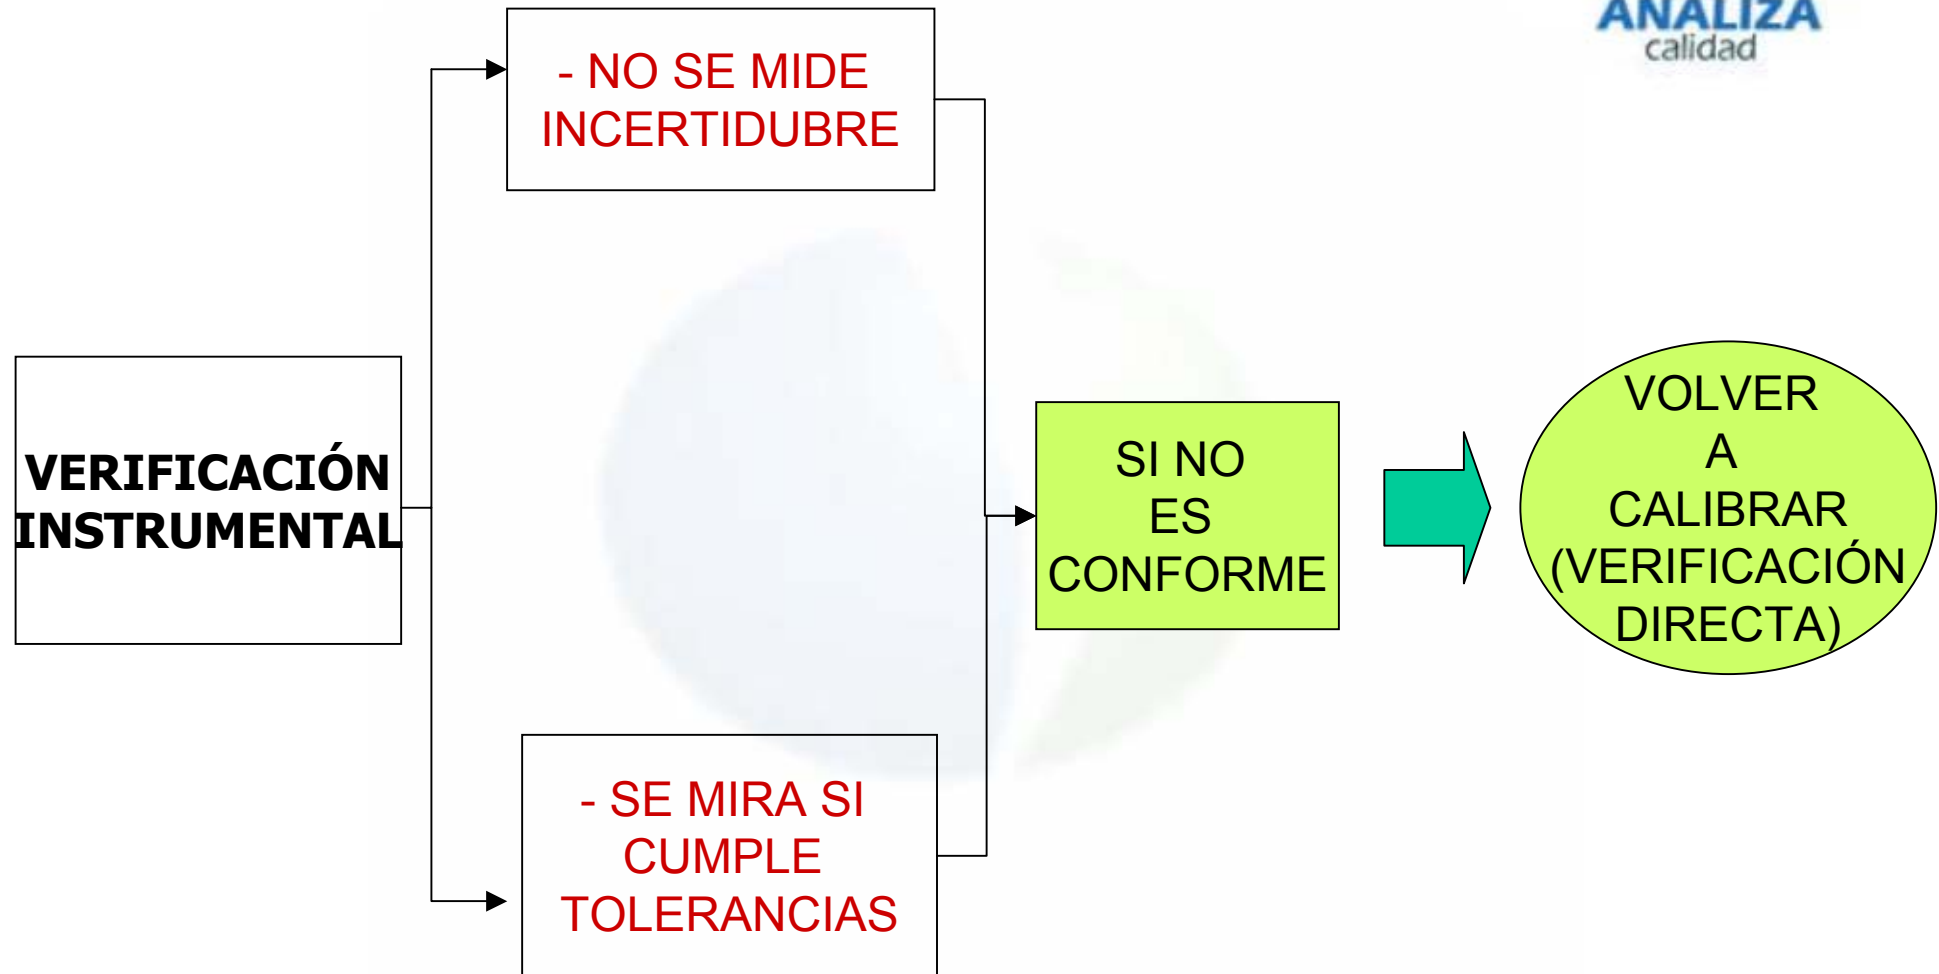 ANALIZA
calidad
- NO SE MIDE
INCERTIDUBRE
VERIFICACIÓN
INSTRUMENTAL
- SE MIRA SI
CUMPLE
TOLERANCIAS
SI NO
ES
CONFORME
VOLVER
A
CALIBRAR
(VERIFICACIÓN
DIRECTA)